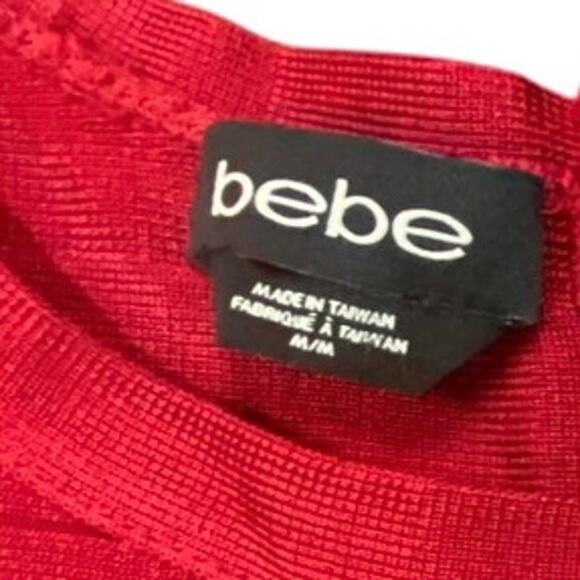 bebe
MADE IN TAIWAN
FABRIQUÉ À TAIWAN
M/M